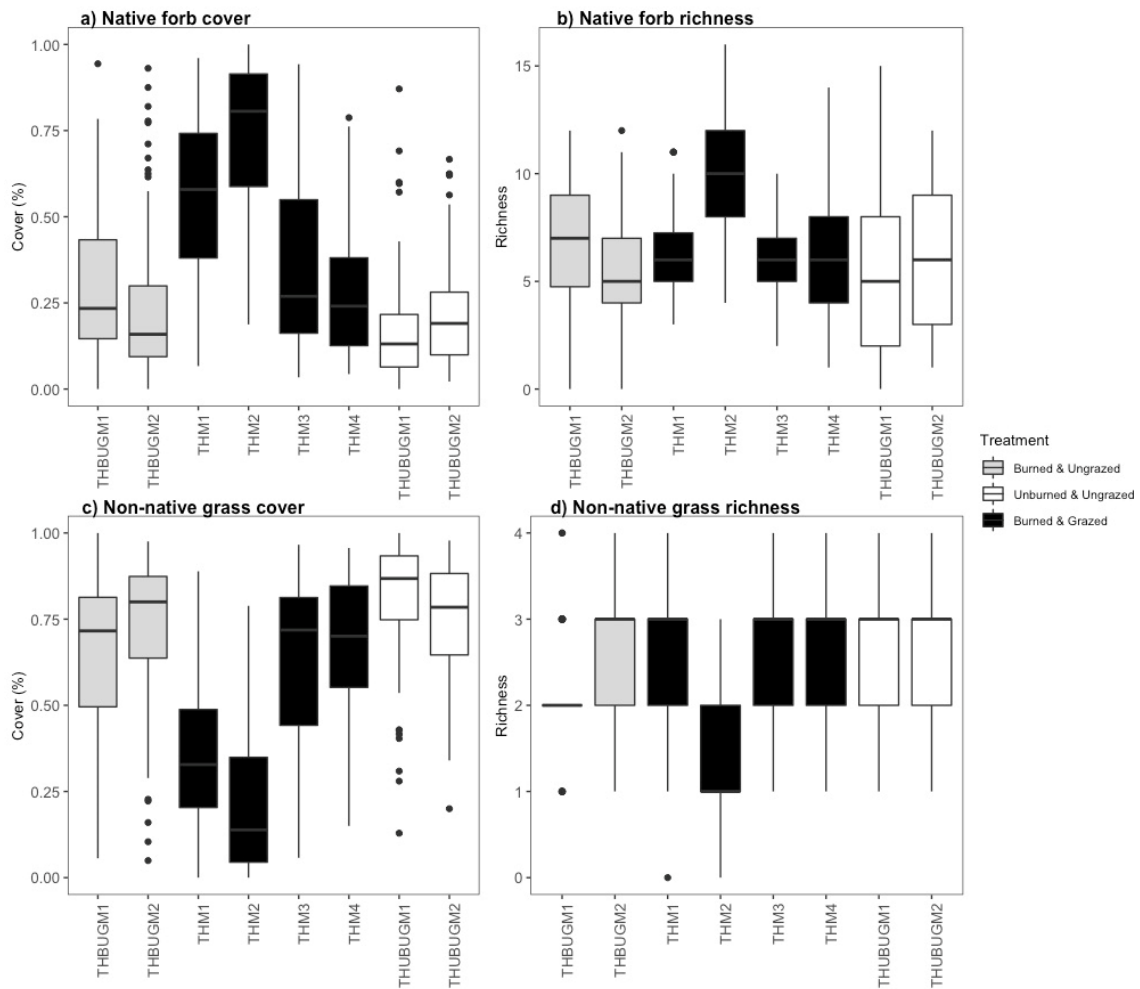 a) Native forb cover
b) Native forb richness
Cover (%)
1.00
0.75
0.50
0.25
0.00
THBUGM1
THBUGM2
THM1
THM2
THM3
THM4
THUBUGM1
THUBUGM2
Richness
15
10
5
0
THBUGM1
THBUGM2
THM1
THM2
THM3
THM4
THUBUGM1
THUBUGM2
Treatment
Burned & Ungrazed
Unburned & Ungrazed
Burned & Grazed
c) Non-native grass cover
d) Non-native grass richness
Cover (%)
1.00
0.75
0.50
0.25
0.00
THBUGM1
THBUGM2
THM1
THM2
THM3
THM4
THUBUGM1
THUBUGM2
Richness
4
3
2
1
0
THBUGM1
THBUGM2
THM1
THM2
THM3
THM4
THUBUGM1
THUBUGM2